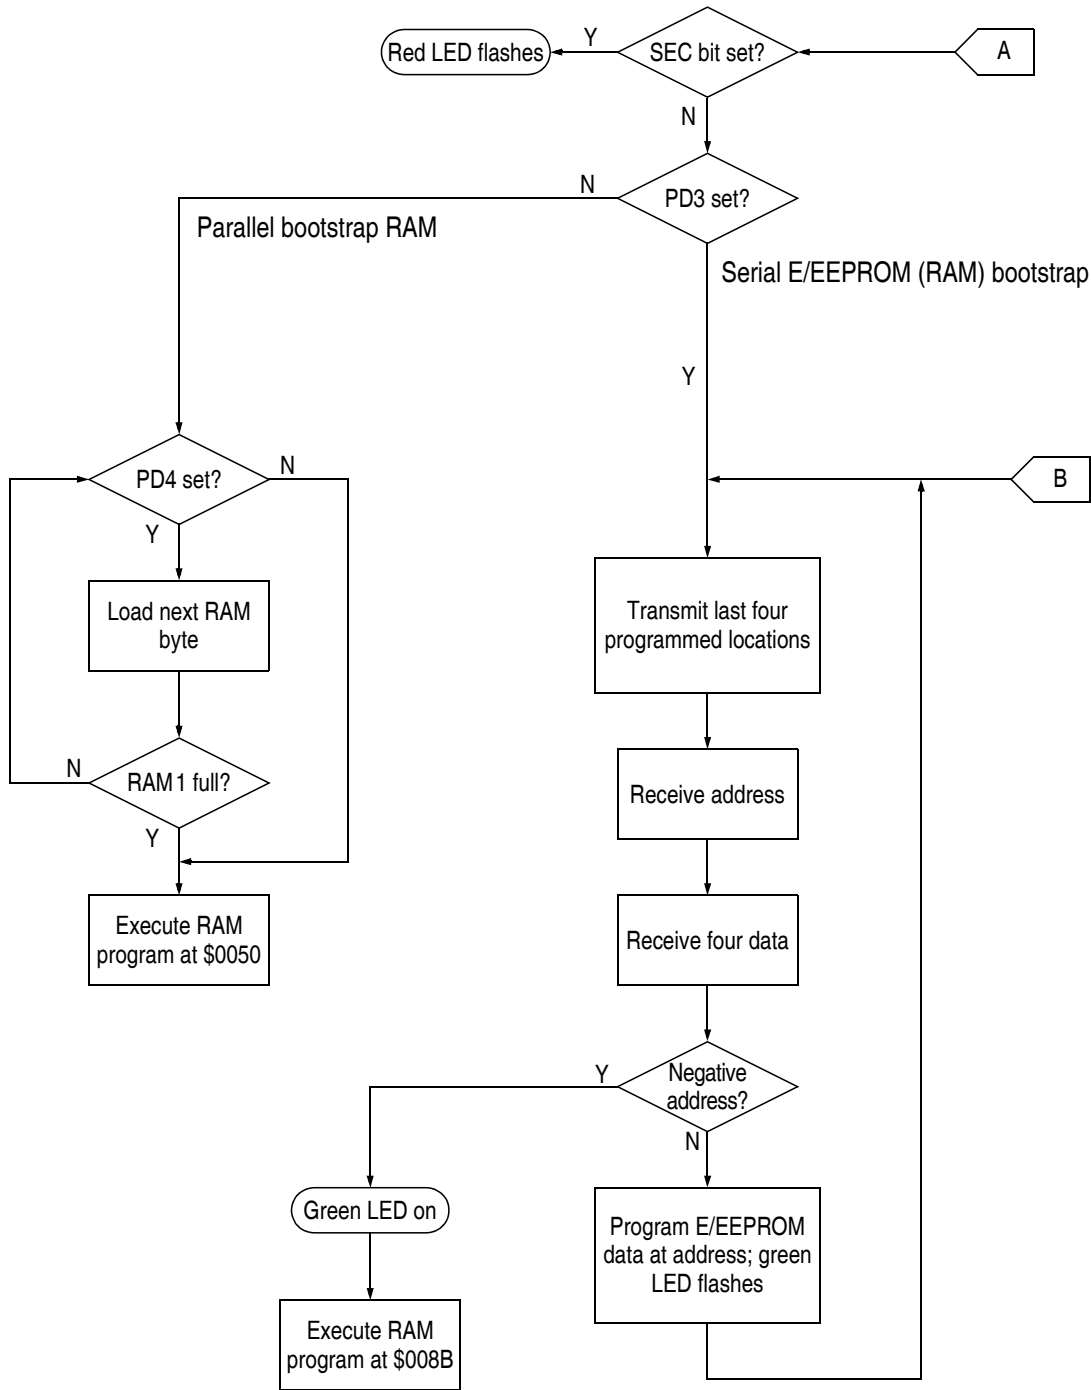 Y
Red LED flashes
SEC bit set?
A
N
N
PD3 set?
Parallel bootstrap RAM
Serial E/EEPROM (RAM) bootstrap
Y
PD4 set?
N
B
Y
Load next RAM
byte
Transmit last four
programmed locations
N
RAM1 full?
Receive address
Y
Execute RAM
program at $0050
Receive four data
Y
Negative
address?
N
Green LED on
Program E/EEPROM
data at address; green
LED flashes
Execute RAM
program at $008B